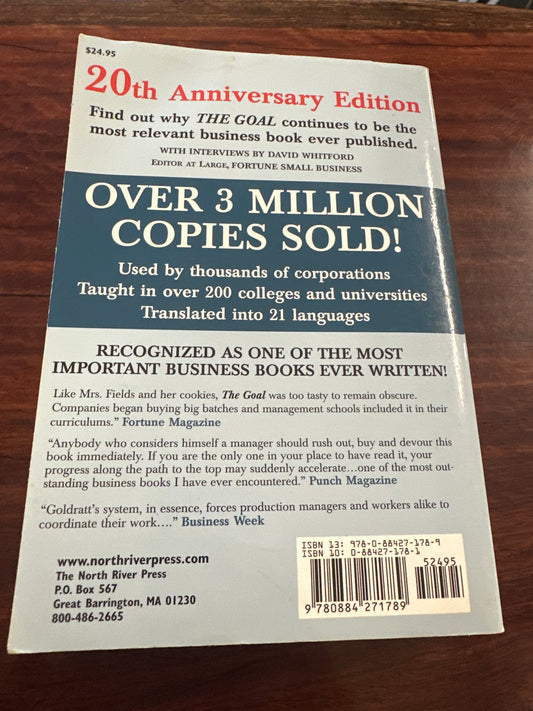 $24.95
20th Anniversary Edition
Find out why THE GOAL continues to be the
most relevant business book ever published.
WITH INTERVIEWS BY DAVID WHITFORD
EDITOR AT LARGE, FORTUNE SMALL BUSINESS
OVER 3 MILLION
COPIES SOLD!
Used by thousands of corporations
Taught in over 200 colleges and universities
Translated into 21 languages
RECOGNIZED AS ONE OF THE MOST
IMPORTANT BUSINESS BOOKS EVER WRITTEN!
Like Mrs. Fields and her cookies, The Goal was too tasty to remain obscure.
Companies began buying big batches and management schools included it in their
curriculums.” Fortune Magazine
“Anybody who considers himself a manager should rush out, buy and devour this
book immediately. If you are the only one in your place to have read it, your
progress along the path to the top may suddenly accelerate…one of the most out-
standing business books I have ever encountered.” Punch Magazine
“Goldratt’s system, in essence, forces production managers and workers alike to
coordinate their work….” Business Week
www.northriverpress.com
The North River Press
P.O. Box 567
Great Barrington, MA 01230
800-486-2665
ISBN 13: 978-0-88427-178-9
ISBN 10: 0-88427-178-1
52495
9 780884 271789